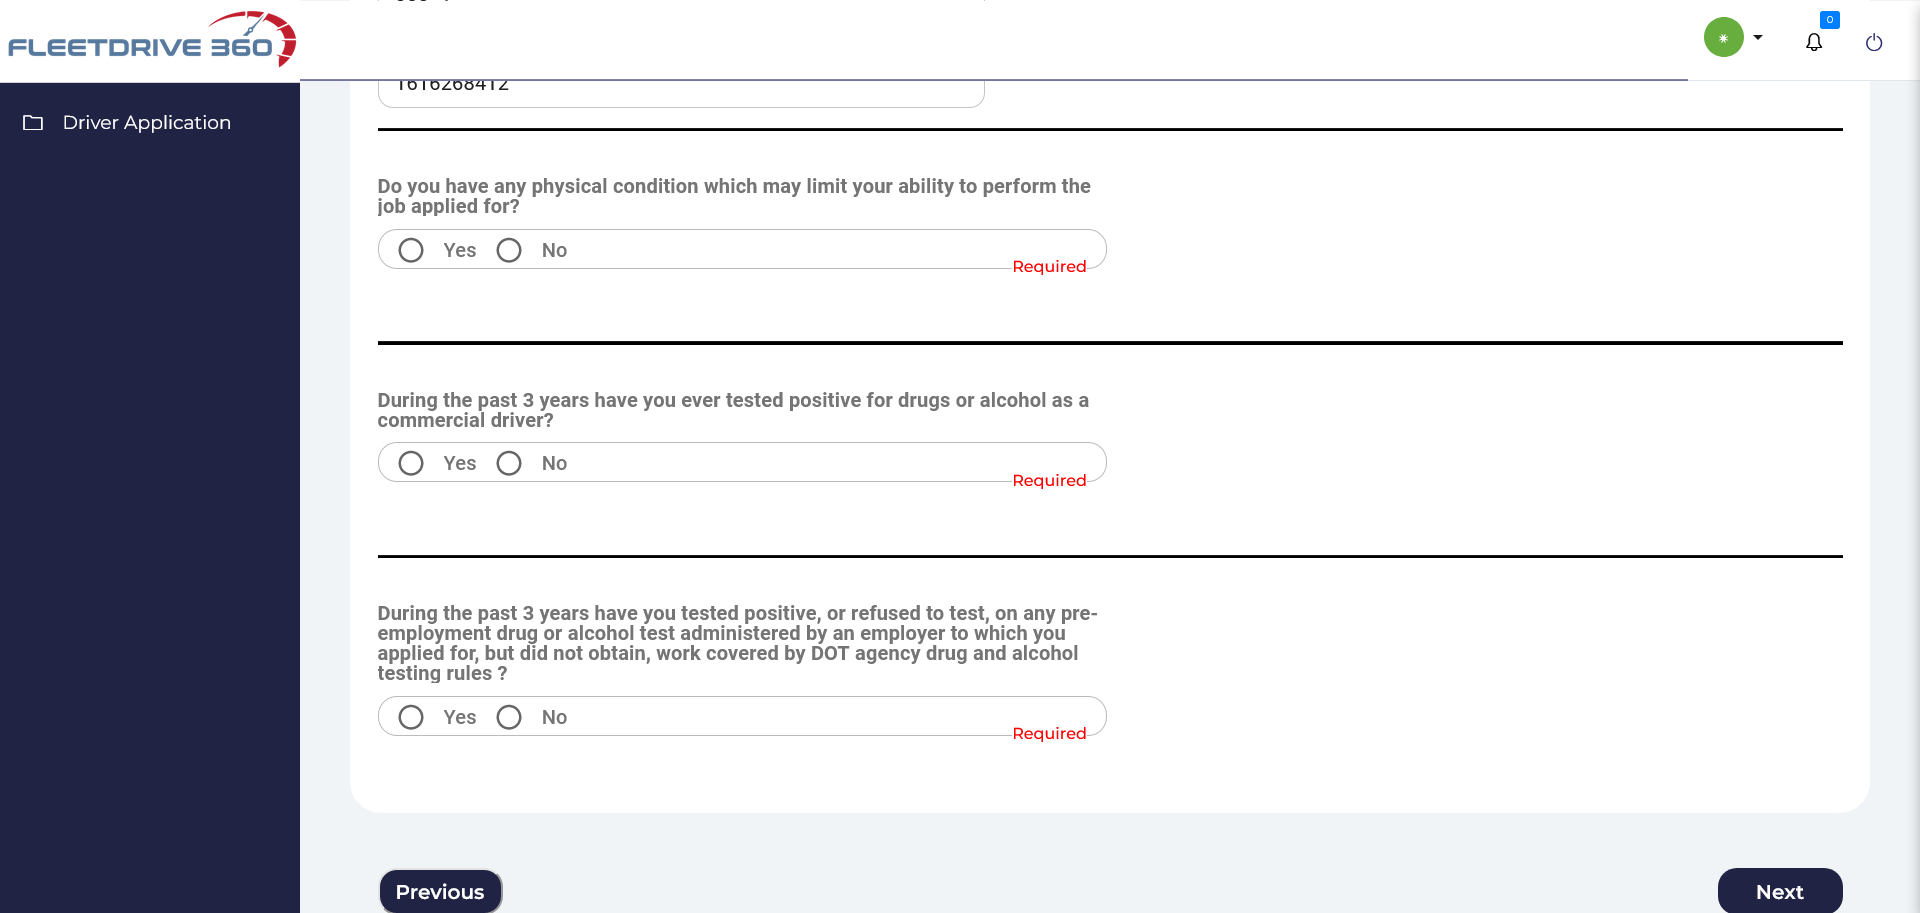 FLEETDRIVE 360
0
Driver Application
1616268412
Do you have any physical condition which may limit your ability to perform the
job applied for?
Yes No
Required
During the past 3 years have you ever tested positive for drugs or alcohol as a
commercial driver?
Yes No
Required
During the past 3 years have you tested positive, or refused to test, on any pre-
employment drug or alcohol test administered by an employer to which you
applied for, but did not obtain, work covered by DOT agency drug and alcohol
testing rules ?
Yes No
Required
Previous
Next